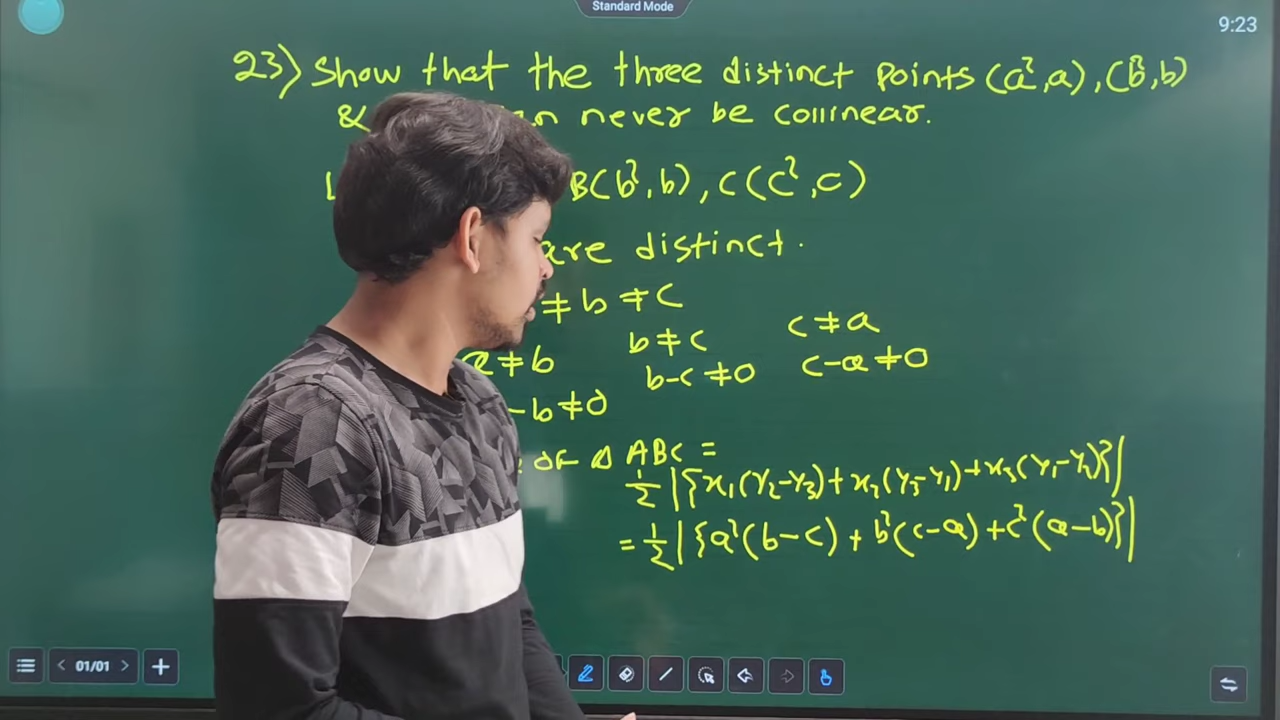 Standard Mode
9:23
23) Show that the three distinct points (a²,a), (b²,b)
& never be collinear.
B(b²,b), C(c²,c)
are distinct.
≠ b ≠ c
a ≠ b b ≠ c c ≠ a
-b ≠ 0 b-c ≠ 0 c-a ≠ 0
of Δ ABC =
1/2 |{x₁(y₂-y₃) + x₂(y₃-y₁) + x₃(y₁-y₂)}|
= 1/2 |{a²(b-c) + b²(c-a) + c²(a-b)}|
01/01